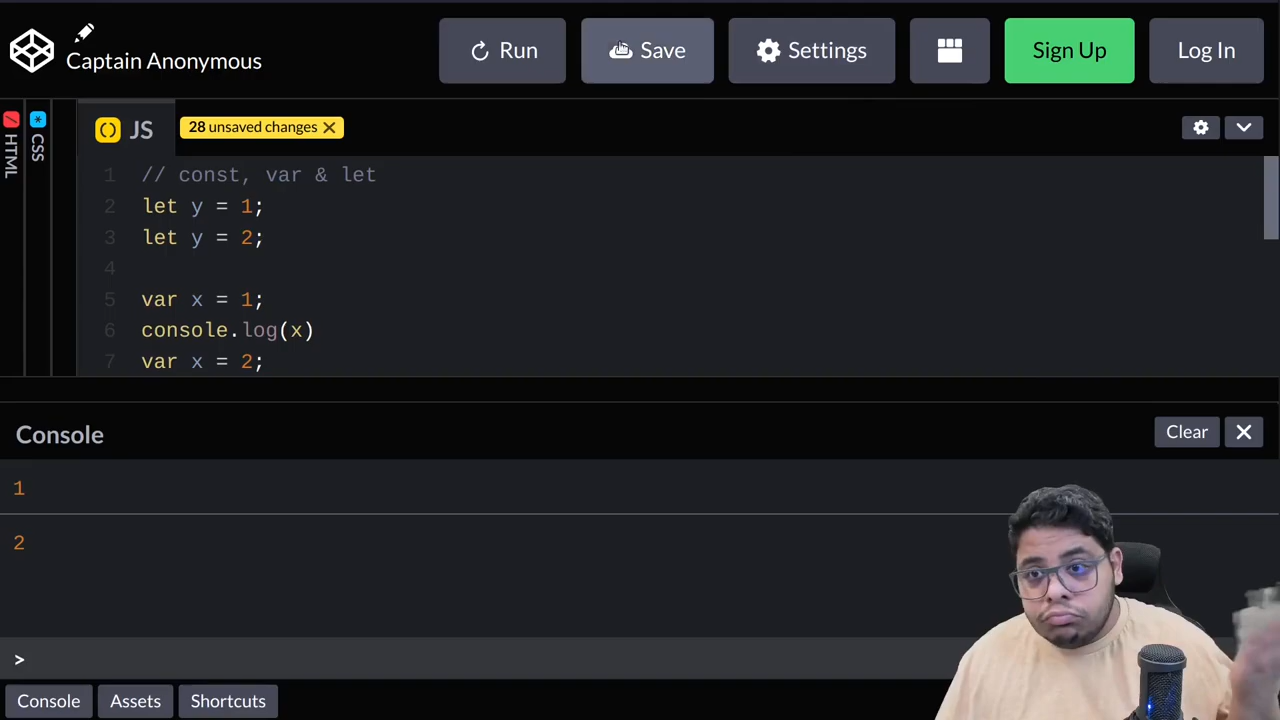 Captain Anonymous
Run
Save
Settings
Sign Up
Log In
HTML
CSS
JS
28 unsaved changes
1 // const, var & let
2 let y = 1;
3 let y = 2;
4
5 var x = 1;
6 console.log(x)
7 var x = 2;
Console
Clear
1
2
>
Console
Assets
Shortcuts